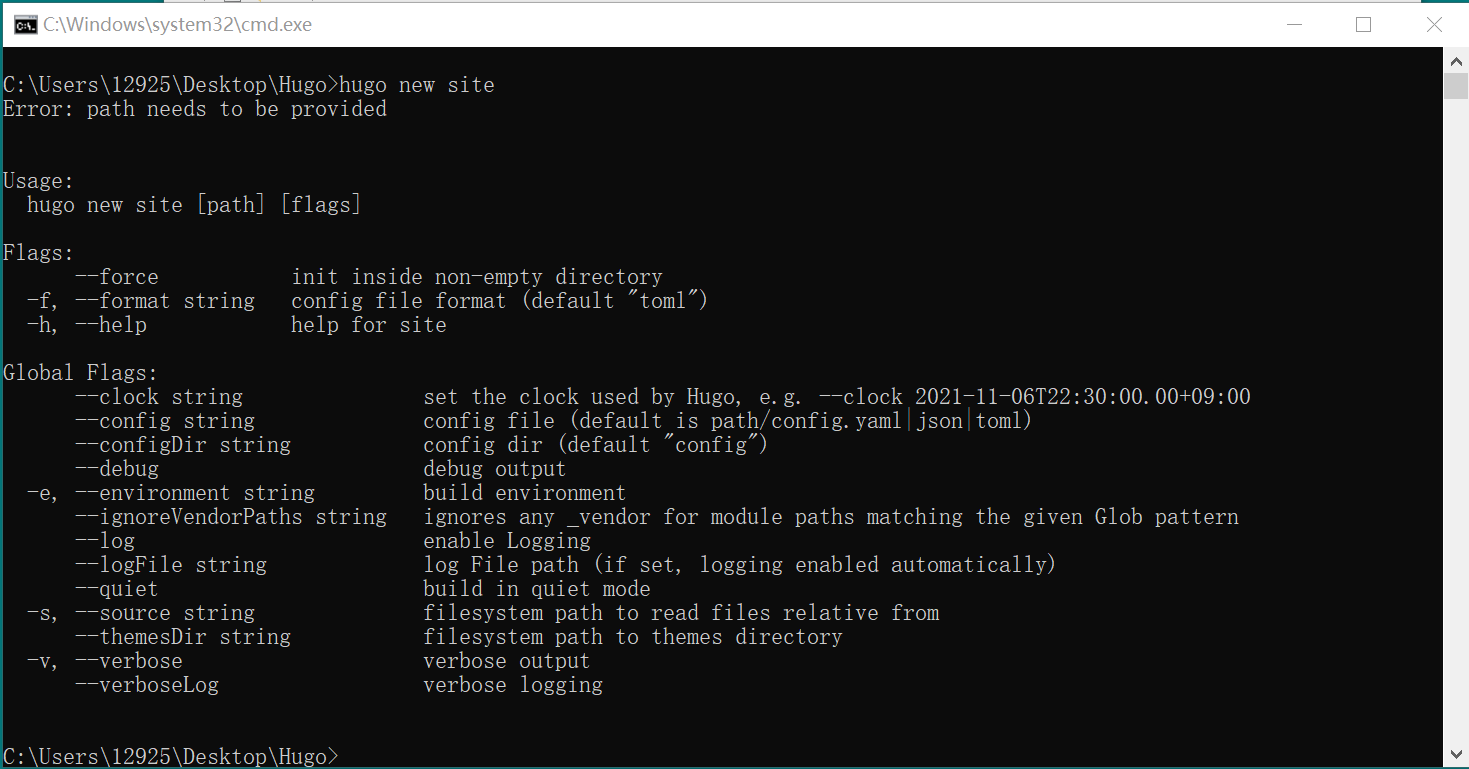 C:\Windows\system32\cmd.exe
C:\Users\12925\Desktop\Hugo>hugo new site
Error: path needs to be provided
Usage:
  hugo new site [path] [flags]
Flags:
      --force           init inside non-empty directory
  -f, --format string   config file format (default "toml")
  -h, --help            help for site
Global Flags:
      --clock string               set the clock used by Hugo, e.g. --clock 2021-11-06T22:30:00.00+09:00
      --config string              config file (default is path/config.yaml|json|toml)
      --configDir string           config dir (default "config")
      --debug                      debug output
  -e, --environment string         build environment
      --ignoreVendorPaths string   ignores any _vendor for module paths matching the given Glob pattern
      --log                        enable Logging
      --logFile string             log File path (if set, logging enabled automatically)
      --quiet                      build in quiet mode
  -s, --source string              filesystem path to read files relative from
      --themesDir string           filesystem path to themes directory
  -v, --verbose                    verbose output
      --verboseLog                 verbose logging
C:\Users\12925\Desktop\Hugo>